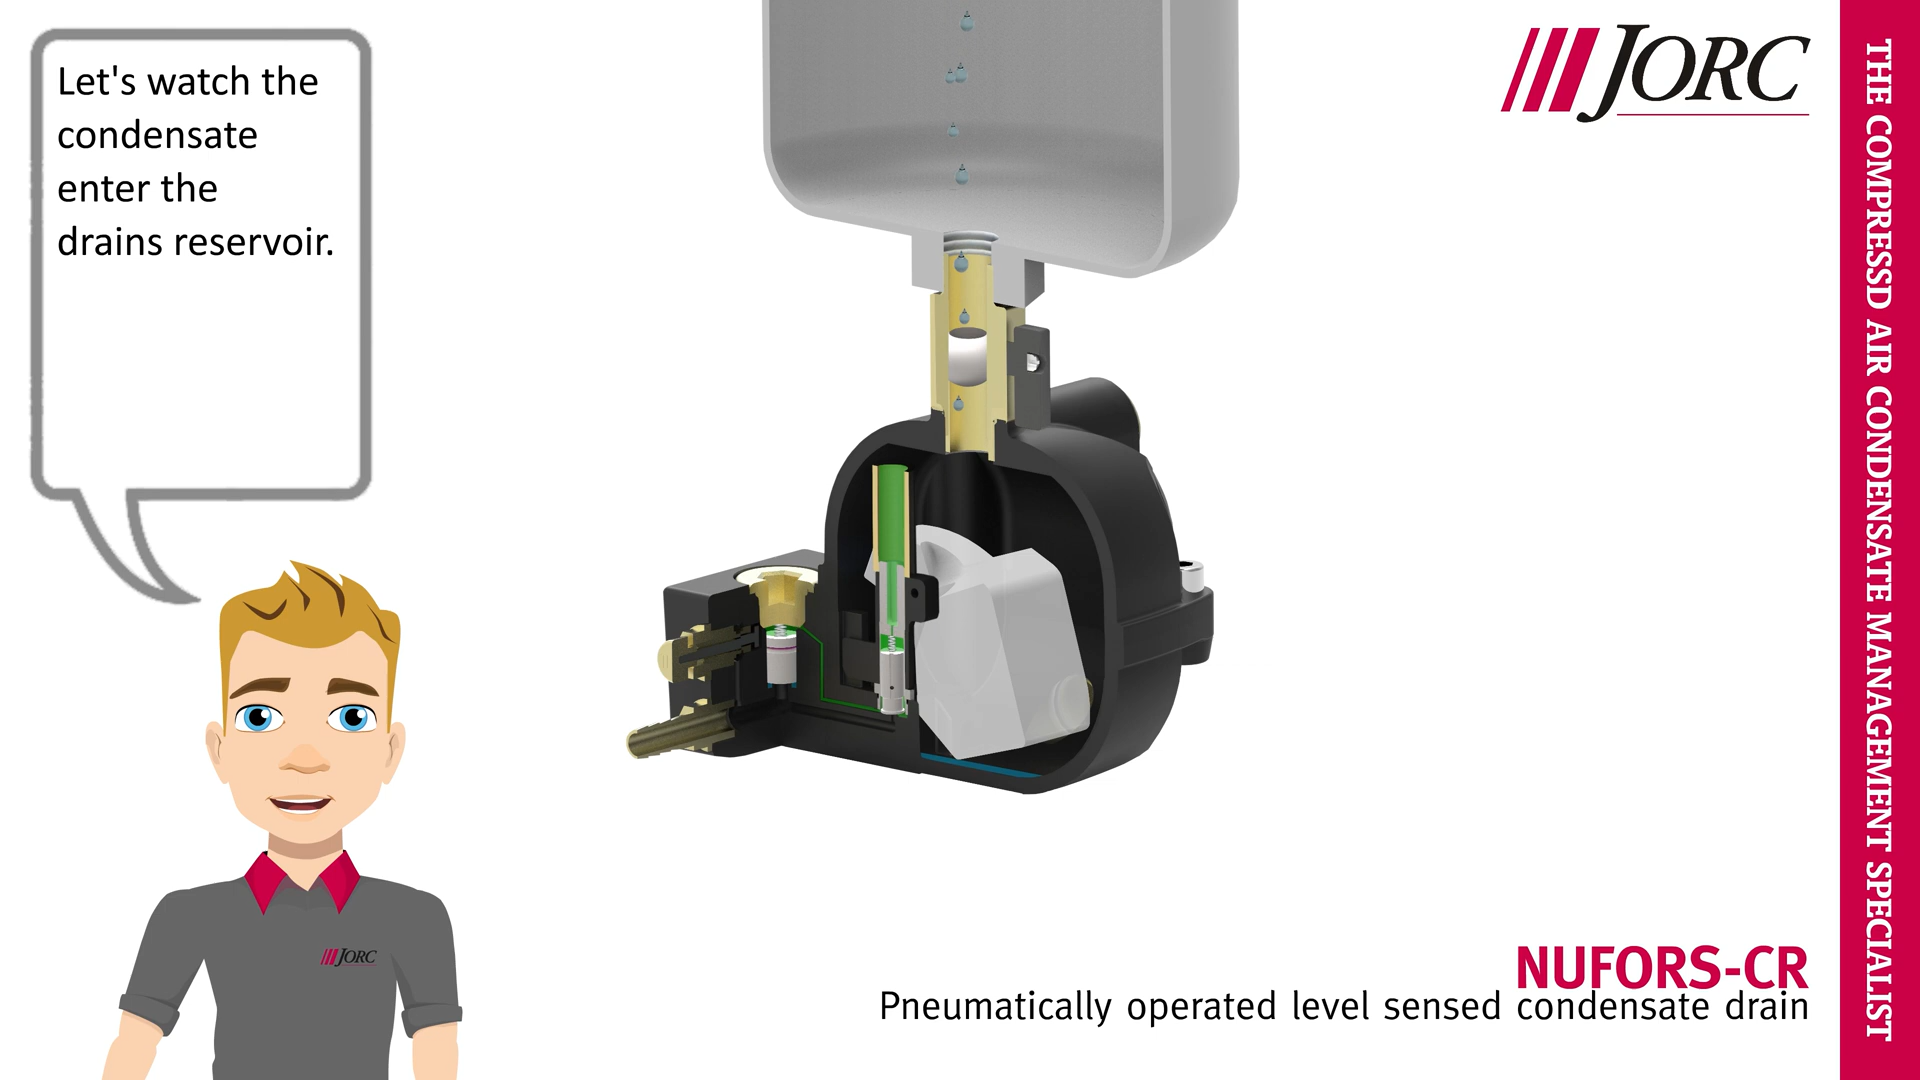 Let's watch the
condensate
enter the
drains reservoir.
JORC
THE COMPRESSD AIR CONDENSATE MANAGEMENT SPECIALIST
JORC
NUFORS-CR
Pneumatically operated level sensed condensate drain